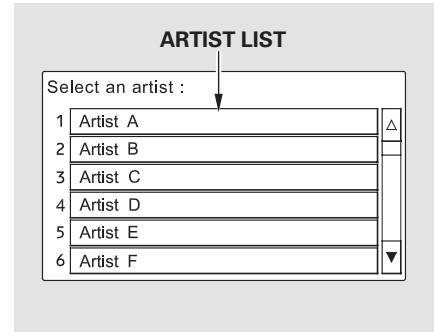 ARTIST LIST
Select an artist :
1 Artist A
2 Artist B
3 Artist C
4 Artist D
5 Artist E
6 Artist F